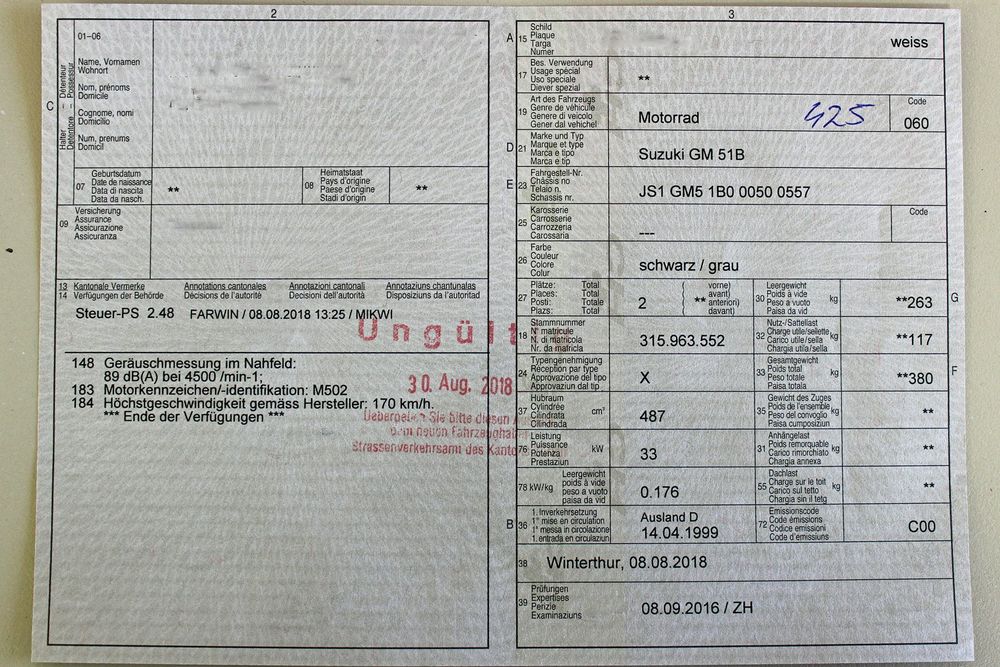 2
01-06
Name, Vornamen
Wohnort
Nom, prénoms
Domicile
Cognome, nomi
Domicilio
Num, prenums
Domicil
C
Halter Détenteur
Detentore Possessur
07
Geburtsdatum
Date de naissance
Data di nascita
Data da nasch.
**
08
Heimatstaat
Pays d'origine
Paese d'origine
Stadi d'origin
**
09
Versicherung
Assurance
Assicurazione
Assicuranza
13 Kantonale Vermerke Annotations cantonales Annotazioni cantonali Annotaziuns chantunalas
14 Verfügungen der Behörde Décisions de l'autorité Decisioni dell'autorità Disposiziuns da l'autoritad
Steuer-PS 2.48 FARWIN / 08.08.2018 13:25 / MIKWI
148 Geräuschmessung im Nahfeld:
89 dB(A) bei 4500 /min-1;
183 Motorkennzeichen/-identifikation: M502
184 Höchstgeschwindigkeit gemäss Hersteller: 170 km/h.
*** Ende der Verfügungen ***
Ungült
30. Aug. 2018
Uebergeben Sie bitte diesen
dem neuen Fahrzeughal
Strassenverkehrsamt des Kanto
3
A 15
Schild
Plaque
Targa
Numer
weiss
17
Bes. Verwendung
Usage spécial
Uso speciale
Diever spezial
**
19
Art des Fahrzeugs
Genre de véhicule
Genere di veicolo
Gener dal vehichel
Motorrad
425
Code
060
D 21
Marke und Typ
Marque et type
Marca e tipo
Marca e tip
Suzuki GM 51B
E 23
Fahrgestell-Nr.
Châssis no
Telaio n.
Schassis nr.
JS1 GM5 1B0 0050 0557
25
Karosserie
Carrosserie
Carrozzeria
Carossaria
---
Code
26
Farbe
Couleur
Colore
Colur
schwarz / grau
27
Plätze: Total ( vorne)
Places: Total ( avant)
Posti: Totale ( anteriori)
Plazs: Total ( davant)
2 **
30
Leergewicht
Poids à vide
Peso a vuoto
Paisa da vid
kg
**263
G
18
Stammnummer
N° matricule
N. di matricola
Nr. da matricla
315.963.552
32
Nutz-/Sattellast
Charge utile/sellette
Carico utile/sella
Chargia utila/sella
kg
**117
24
Typengenehmigung
Réception par type
Approvazione del tipo
Approvaziun dal tip
X
33
Gesamtgewicht
Poids total
Peso totale
Paisa totala
kg
**380
F
37
Hubraum
Cylindrée
Cilindrata
Cilindrada
cm³
487
35
Gewicht des Zuges
Poids de l'ensemble
Peso del convoglio
Paisa cumposiziun
kg
**
76
Leistung
Puissance
Potenza
Prestaziun
kW
33
31
Anhängelast
Poids remorquable
Carico rimorchiato
Chargia annexa
kg
**
78 kW/kg
Leergewicht
poids à vide
peso a vuoto
paisa da vid
0.176
55
Dachlast
Charge sur le toit
Carico sul tetto
Chargia sin il tetg
kg
**
B 36
1. Inverkehrsetzung
1re mise en circulation
1a messa in circolazione
1. entrada en circulaziun
Ausland D
14.04.1999
72
Emissionscode
Code émissions
Codice emissioni
Code d'emissiuns
C00
38
Winterthur, 08.08.2018
39
Prüfungen
Expertises
Perizie
Examinaziuns
08.09.2016 / ZH